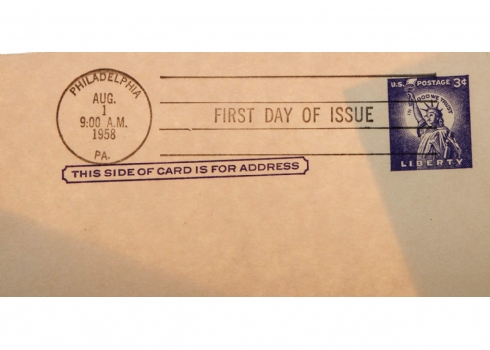 PHILADELPHIA
AUG.
1
9:00 A.M.
1958
PA.
FIRST DAY OF ISSUE
U.S. POSTAGE 3¢
IN GOD WE TRUST
LIBERTY
THIS SIDE OF CARD IS FOR ADDRESS